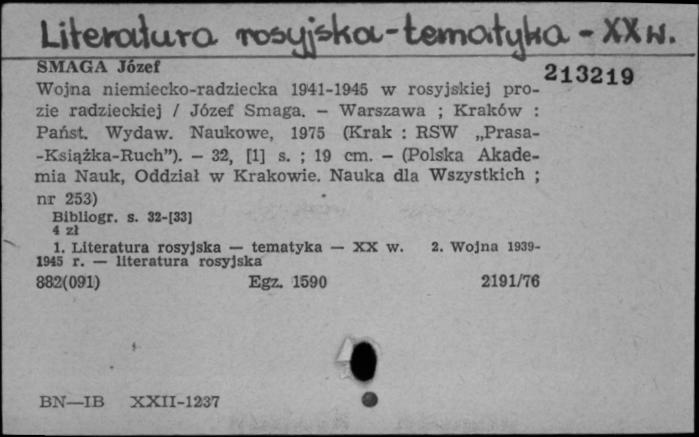 Literatura rosyjska-tematyka - XX w.
SMAGA Józef
213219
Wojna niemiecko-radziecka 1941-1945 w rosyjskiej pro-
zie radzieckiej / Józef Smaga. — Warszawa ; Kraków :
Państ. Wydaw. Naukowe, 1975 (Krak : RSW „Prasa-
-Książka-Ruch”). — 32, [1] s. ; 19 cm. — (Polska Akade-
mia Nauk, Oddział w Krakowie. Nauka dla Wszystkich ;
nr 253)
Bibliogr. s. 32-[33]
4 zł
1. Literatura rosyjska — tematyka — XX w. 2. Wojna 1939-
1945 r. — literatura rosyjska
882(091) Egz. 1590 2191/76
BN—IB XXII-1237